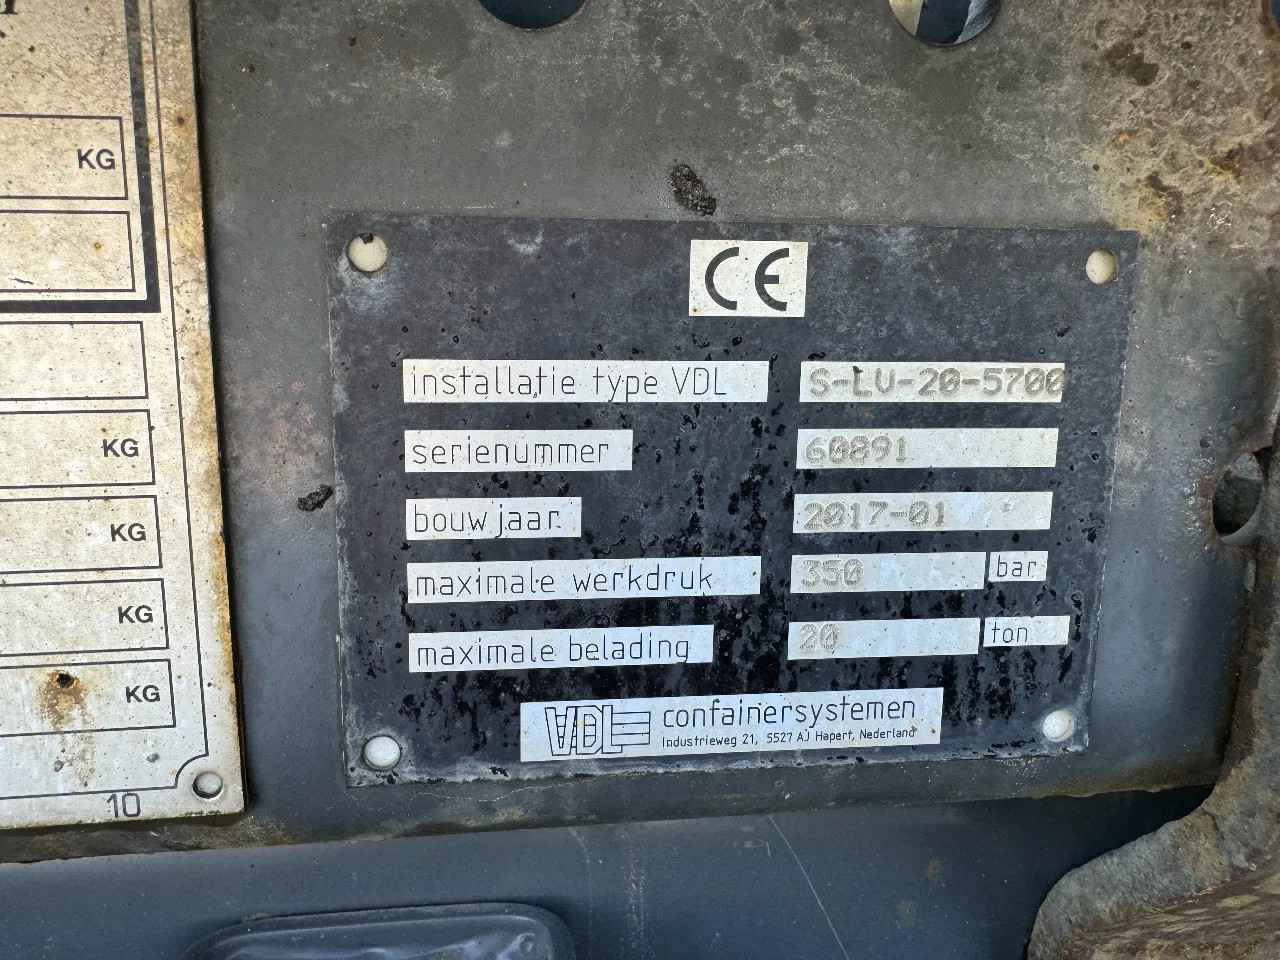 KG
KG
KG
KG
KG
10
CE
installatie type VDL S-LV-20-5700
serienummer 60891
bouwjaar 2017-01
maximale werkdruk 350 bar
maximale belading 20 ton
VDL containersystemen
Industrieweg 21, 5527 AJ Hapert, Nederland